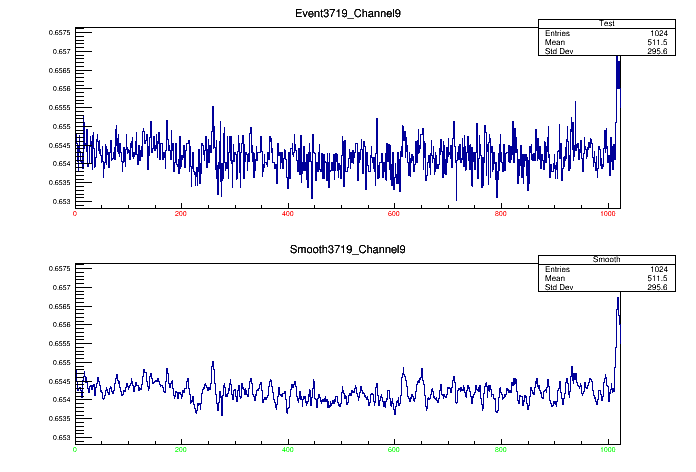 Event3719_Channel9
Test
Entries 1024
Mean 511.5
Std Dev 295.6
0.6575
0.657
0.6565
0.656
0.6555
0.655
0.6545
0.654
0.6535
0.653
0 200 400 600 800 1000
Smooth3719_Channel9
Smooth
Entries 1024
Mean 511.5
Std Dev 295.6
0.6575
0.657
0.6565
0.656
0.6555
0.655
0.6545
0.654
0.6535
0.653
0 200 400 600 800 1000